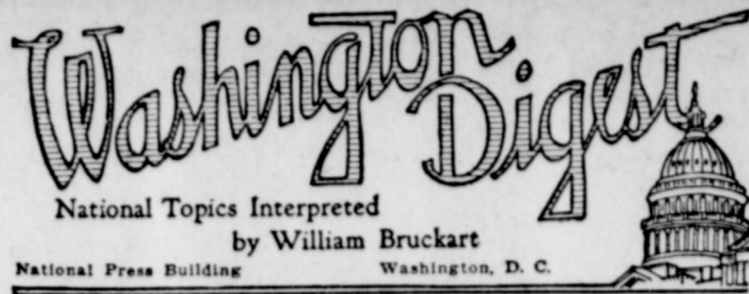 Washington Digest
National Topics Interpreted
by William Bruckart
National Press Building Washington, D. C.